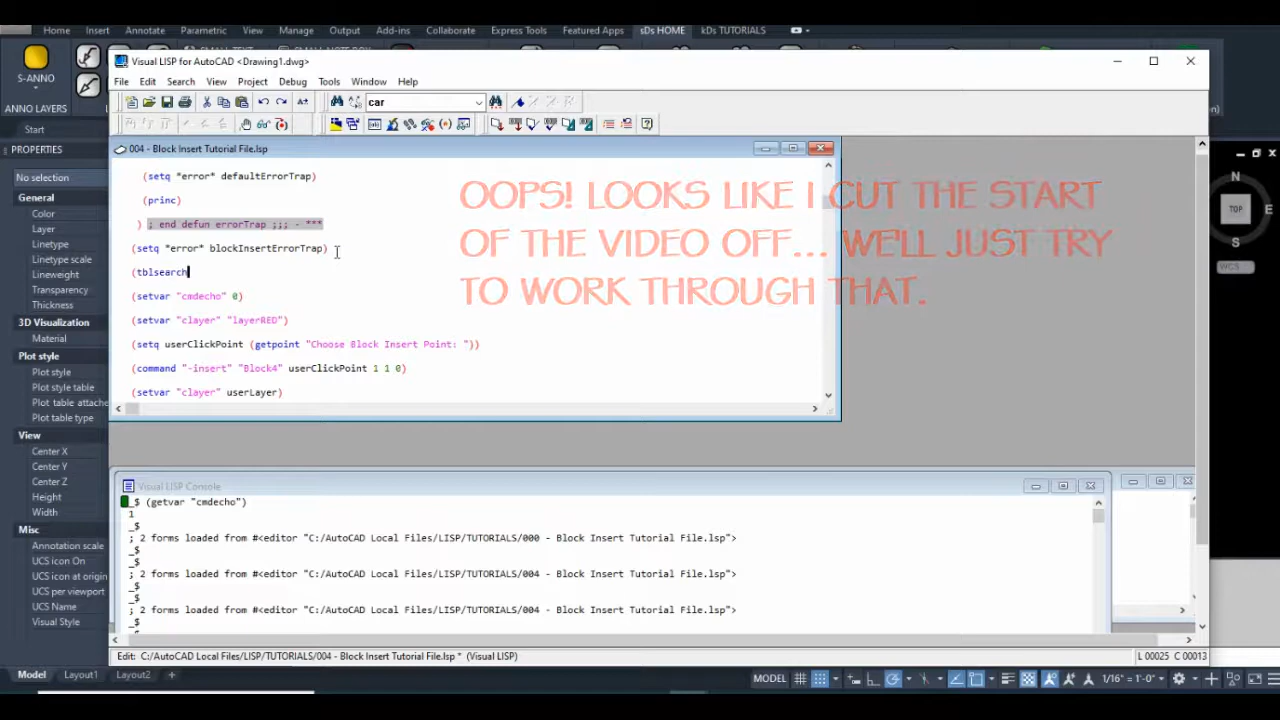 Home Insert Annotate Parametric View Manage Output Add-ins Collaborate Express Tools Featured Apps sDs HOME kDs TUTORIALS
S-ANNO
ANNO LAYERS
Start
PROPERTIES
No selection
General
Color
Layer
Linetype
Linetype scale
Lineweight
Transparency
Thickness
3D Visualization
Material
Plot style
Plot style
Plot style table
Plot table attache
Plot table type
View
Center X
Center Y
Center Z
Height
Width
Misc
Annotation scale
UCS icon On
UCS icon at origin
UCS per viewport
UCS Name
Visual Style
Visual LISP for AutoCAD <Drawing1.dwg>
File Edit Search View Project Debug Tools Window Help
car
004 - Block Insert Tutorial File.lsp
(setq *error* defaultErrorTrap)
(princ)
) ; end defun errorTrap ;;; - ***
(setq *error* blockInsertErrorTrap)
(tblsearch
(setvar "cmdecho" 0)
(setvar "clayer" "layerRED")
(setq userClickPoint (getpoint "Choose Block Insert Point: "))
(command "-insert" "Block4" userClickPoint 1 1 0)
(setvar "clayer" userLayer)
OOPS! LOOKS LIKE I CUT THE START
OF THE VIDEO OFF... WE'LL JUST TRY
TO WORK THROUGH THAT.
Visual LISP Console
_$ (getvar "cmdecho")
1
_$
; 2 forms loaded from #<editor "C:/AutoCAD Local Files/LISP/TUTORIALS/000 - Block Insert Tutorial File.lsp">
_$
_$
; 2 forms loaded from #<editor "C:/AutoCAD Local Files/LISP/TUTORIALS/004 - Block Insert Tutorial File.lsp">
_$
_$
; 2 forms loaded from #<editor "C:/AutoCAD Local Files/LISP/TUTORIALS/004 - Block Insert Tutorial File.lsp">
_$
Edit: C:/AutoCAD Local Files/LISP/TUTORIALS/004 - Block Insert Tutorial File.lsp * (Visual LISP) L 00025 C 00013
N
TOP
S
WCS
Model Layout1 Layout2 +
MODEL 1/16" = 1'-0"